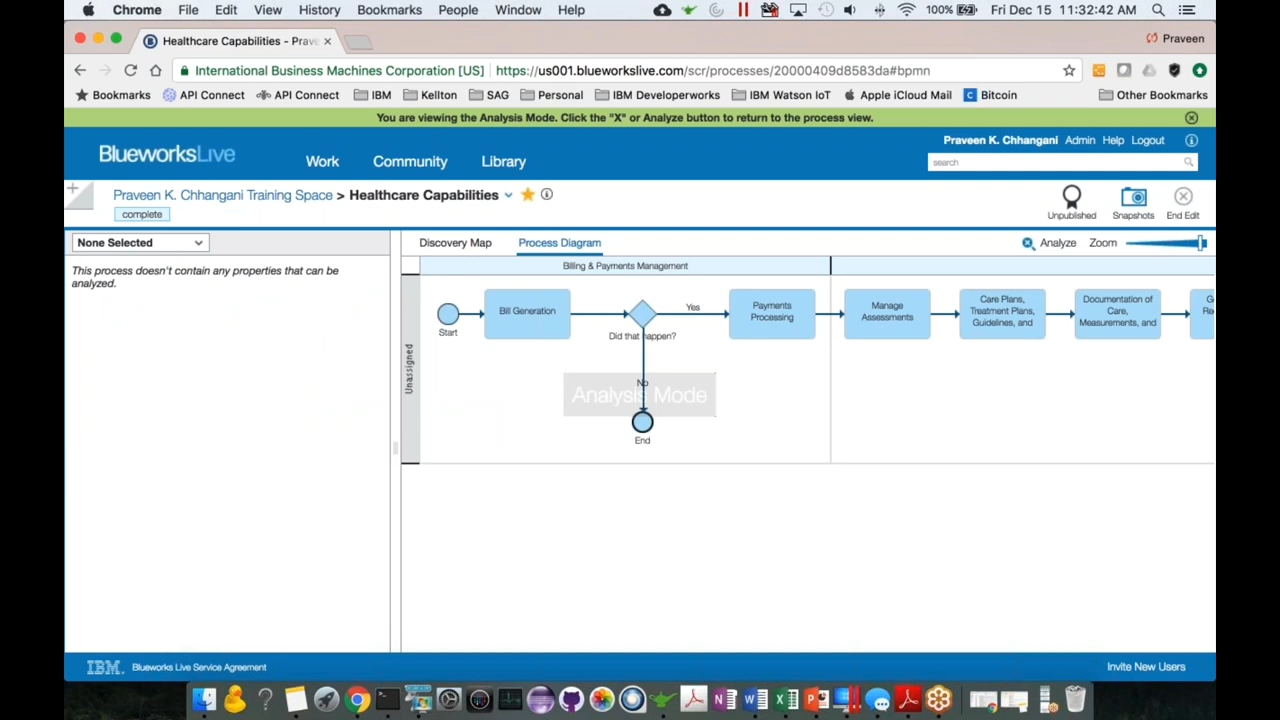 Chrome File Edit View History Bookmarks People Window Help 100% Fri Dec 15 11:32:42 AM
Healthcare Capabilities - Prav × Praveen
International Business Machines Corporation [US] https://us001.blueworkslive.com/scr/processes/20000409d8583da#bpmn
Bookmarks API Connect API Connect IBM Kellton SAG Personal IBM Developerworks IBM Watson IoT Apple iCloud Mail Bitcoin Other Bookmarks
You are viewing the Analysis Mode. Click the "X" or Analyze button to return to the process view.
Praveen K. Chhangani Admin Help Logout
BlueworksLive Work Community Library
search
Praveen K. Chhangani Training Space > Healthcare Capabilities
complete
Unpublished Snapshots End Edit
None Selected
Discovery Map Process Diagram Analyze Zoom
This process doesn't contain any properties that can be
analyzed.
Billing & Payments Management
Unassigned
Start
Bill Generation
Did that happen?
Yes
No
End
Payments
Processing
Manage
Assessments
Care Plans,
Treatment Plans,
Guidelines, and
Documentation of
Care,
Measurements, and
G
Re
Analysis Mode
IBM. Blueworks Live Service Agreement Invite New Users